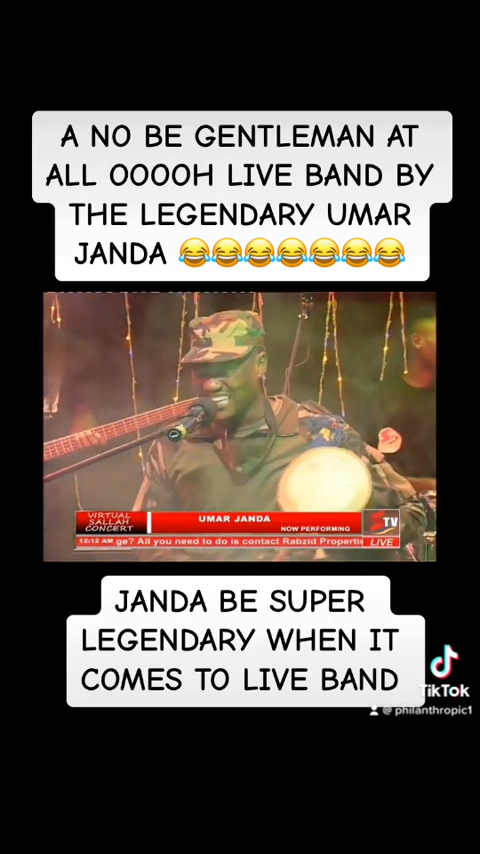 A NO BE GENTLEMAN AT
ALL OOOOH LIVE BAND BY
THE LEGENDARY UMAR
JANDA 😂😂😂😂😂😂😂
VIRTUAL
SALLAH
CONCERT
UMAR JANDA
NOW PERFORMING
STV
12:12 AM ge? All you need to do is contact Rabzid Properti
LIVE
JANDA BE SUPER
LEGENDARY WHEN IT
COMES TO LIVE BAND
TikTok
@philanthropic1